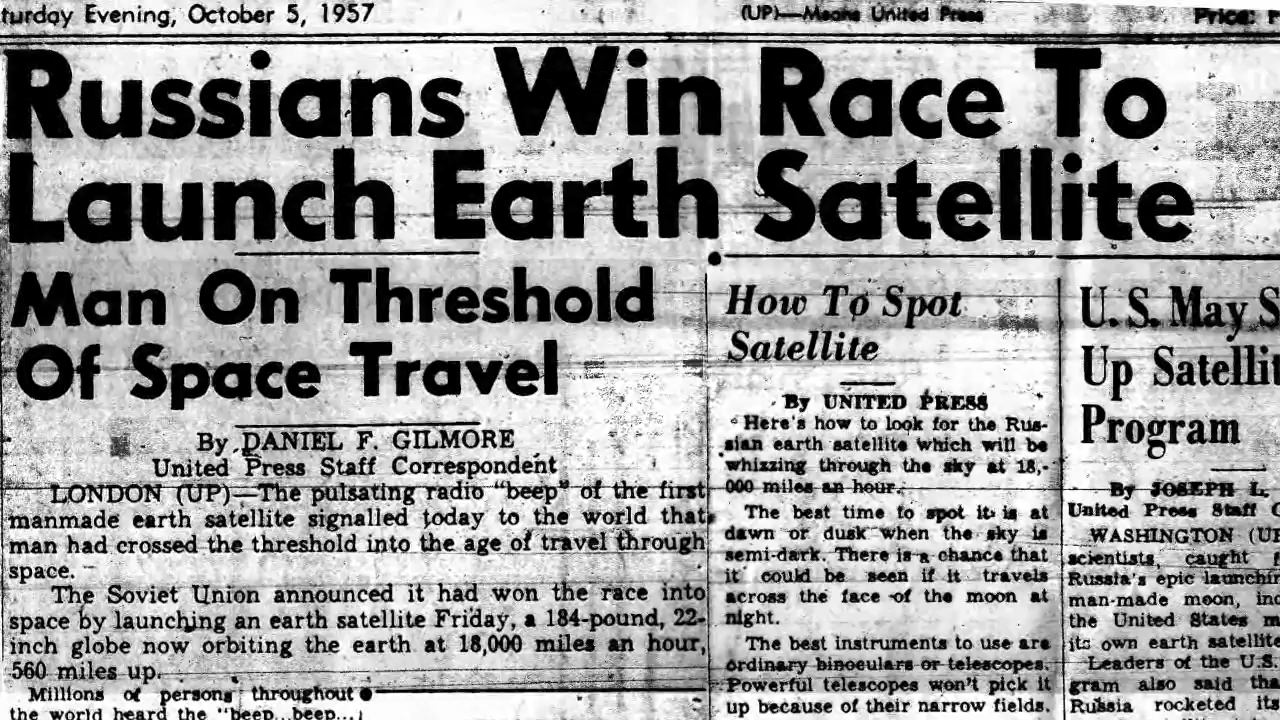 turday Evening, October 5, 1957
(UP)—Means United Press
Price:
Russians Win Race To
Launch Earth Satellite
Man On Threshold
Of Space Travel
By DANIEL F. GILMORE
United Press Staff Correspondent
LONDON (UP)—The pulsating radio "beep" of the first
manmade earth satellite signalled today to the world that
man had crossed the threshold into the age of travel through
space.
The Soviet Union announced it had won the race into
space by launching an earth satellite Friday, a 184-pound, 22-
inch globe now orbiting the earth at 18,000 miles an hour,
560 miles up.
Millions of persons throughout
the world heard the "beep...beep...
How To Spot
Satellite
By UNITED PRESS
Here's how to look for the Rus-
sian earth satellite which will be
whizzing through the sky at 18,-
000 miles an hour.
The best time to spot it is at
dawn or dusk when the sky is
semi-dark. There is a chance that
it could be seen if it travels
across the face of the moon at
night.
The best instruments to use are
ordinary binoculars or telescopes.
Powerful telescopes won't pick it
up because of their narrow fields.
U. S. May S
Up Satellit
Program
By JOSEPH L.
United Press Staff C
WASHINGTON (UP
scientists, caught
Russia's epic launchin
man-made moon, ind
the United States m
its own earth satellite
Leaders of the U.S.
gram also said tha
Russia rocketed its